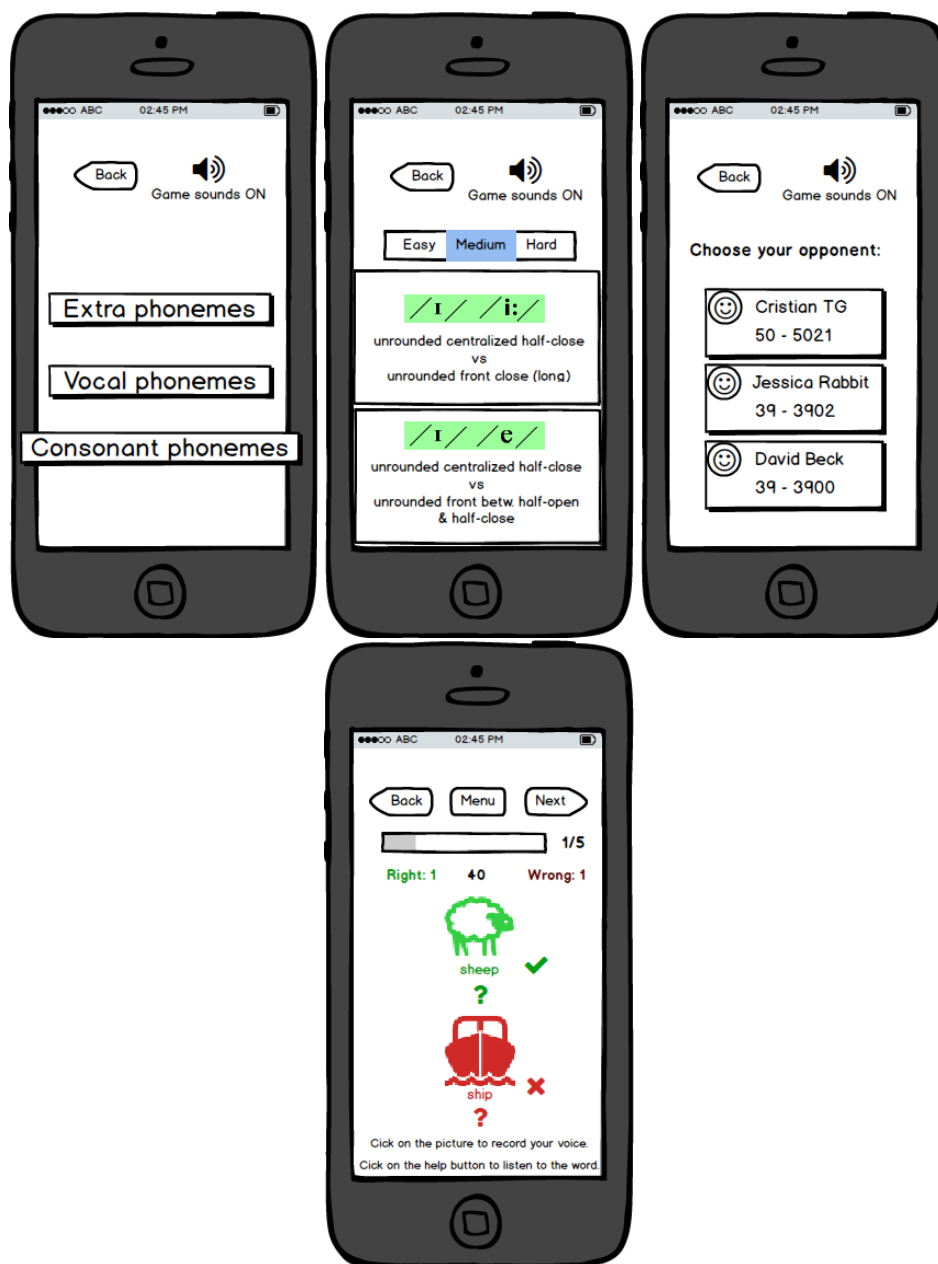 ABC 02:45 PM
Back
Game sounds ON
Extra phonemes
Vocal phonemes
Consonant phonemes
ABC 02:45 PM
Back
Game sounds ON
Easy Medium Hard
/ɪ/ /i:/
unrounded centralized half-close
vs
unrounded front close (long)
/ɪ/ /e/
unrounded centralized half-close
vs
unrounded front betw. half-open
& half-close
ABC 02:45 PM
Back
Game sounds ON
Choose your opponent:
Cristian TG
50 - 5021
Jessica Rabbit
39 - 3902
David Beck
39 - 3900
ABC 02:45 PM
Back Menu Next
1/5
Right: 1 40 Wrong: 1
sheep
?
ship
?
Cick on the picture to record your voice.
Cick on the help button to listen to the word.